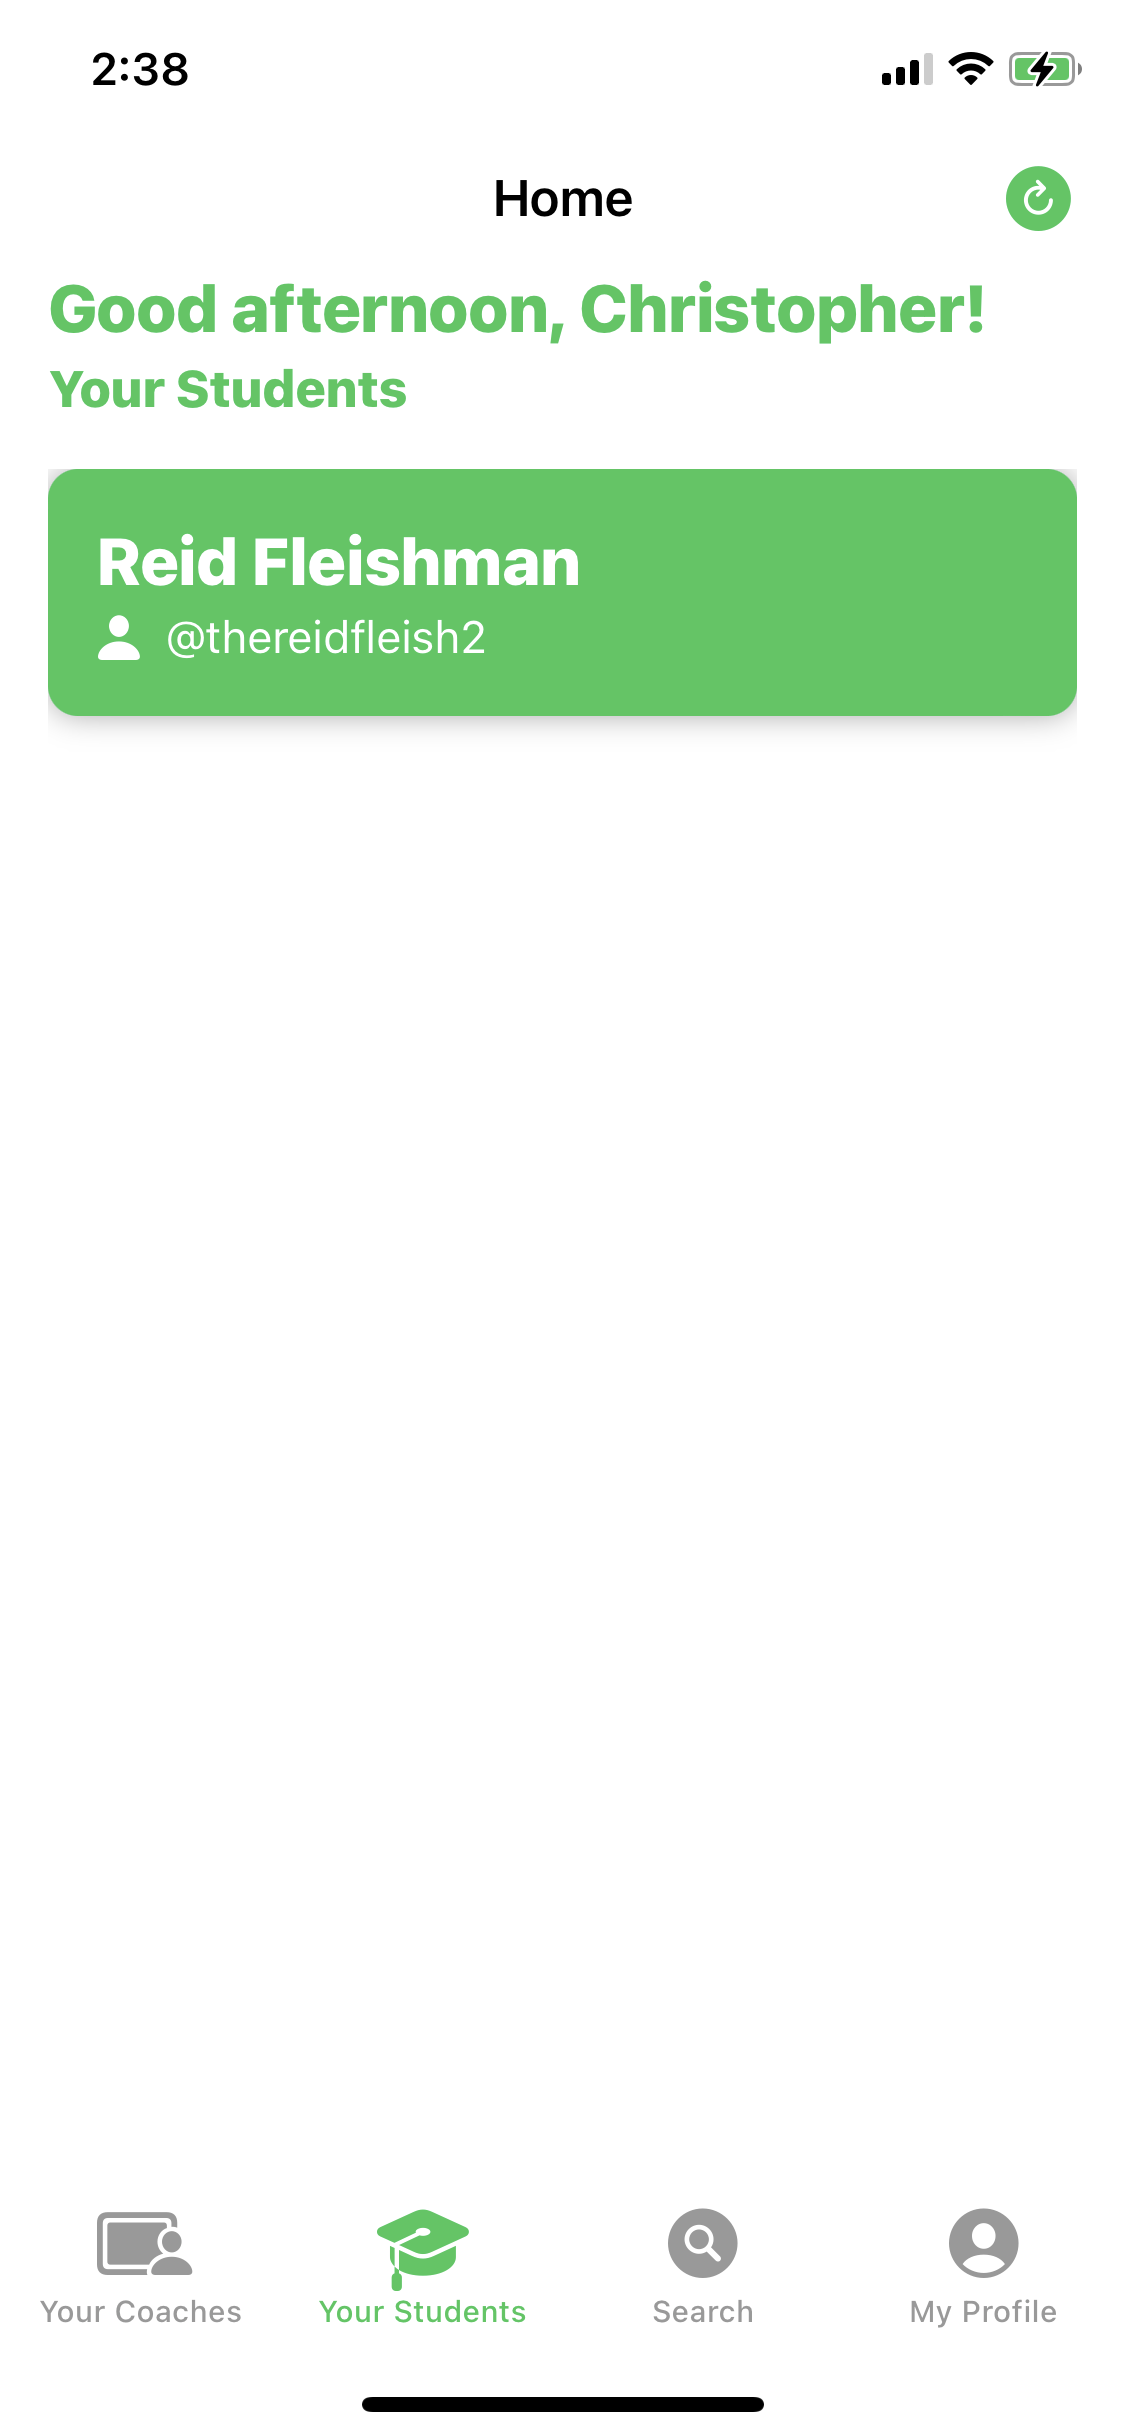 2:38
Home
Good afternoon, Christopher!
Your Students
Reid Fleishman
@thereidfleish2
Your Coaches
Your Students
Search
My Profile